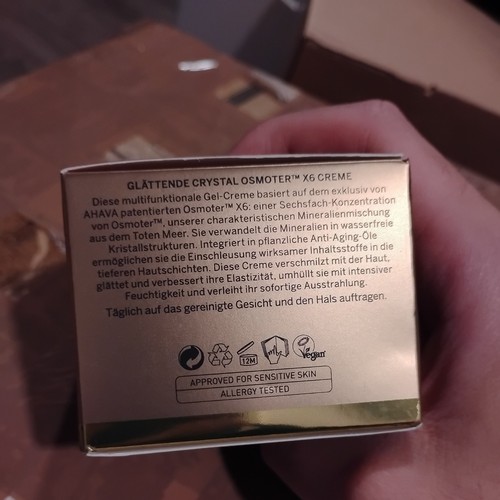 GLÄTTENDE CRYSTAL OSMOTER™ X6 CREME
Diese multifunktionale Gel-Creme basiert auf dem exklusiv von
AHAVA patentierten Osmoter™ X6: einer Sechsfach-Konzentration
von Osmoter™, unserer charakteristischen Mineralienmischung
aus dem Toten Meer. Sie verwandelt die Mineralien in wasserfreie
Kristallstrukturen. Integriert in pflanzliche Anti-Aging-Öle
ermöglichen sie die Einschleusung wirksamer Inhaltsstoffe in die
tieferen Hautschichten. Diese Creme verschmilzt mit der Haut,
glättet und verbessert ihre Elastizität, umhüllt sie mit intensiver
Feuchtigkeit und verleiht ihr sofortige Ausstrahlung.
Täglich auf das gereinigte Gesicht und den Hals auftragen.
12M
vegan
APPROVED FOR SENSITIVE SKIN
ALLERGY TESTED